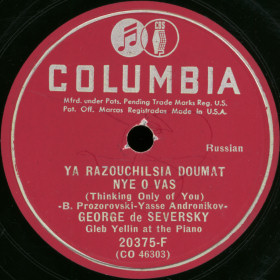 CBS
COLUMBIA
Mfrd. under Pats. Pending Trade Marks Reg. U.S.
Pat. Off. Marcas Registradas Made in U.S.A.
Russian
YA RAZOUCHILSIA DOUMAT
NYE O VAS
(Thinking Only of You)
-B. Prozorovski-Yasse Andronikov-
GEORGE de SEVERSKY
Gleb Yellin at the Piano
20375-F
(CO 46303)